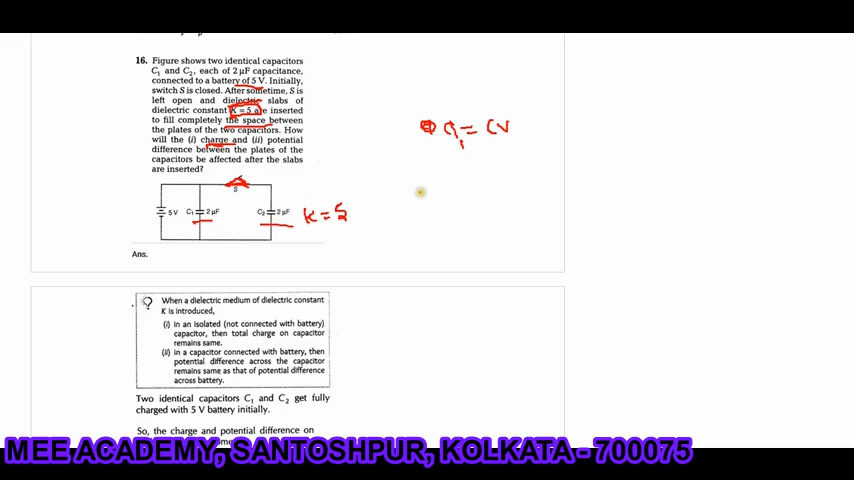 16. Figure shows two identical capacitors
C1 and C2, each of 2 μF capacitance,
connected to a battery of 5 V. Initially,
switch S is closed. After sometime, S is
left open and dielectric slabs of
dielectric constant K = 5 are inserted
to fill completely the space between
the plates of the two capacitors. How
will the (i) charge and (ii) potential
difference between the plates of the
capacitors be affected after the slabs
are inserted?
Q1 = CV
S
5 V C1 2 μF C2 2 μF
K = 5
Ans.
When a dielectric medium of dielectric constant
K is introduced,
(i) In an isolated (not connected with battery)
capacitor, then total charge on capacitor
remains same.
(ii) In a capacitor connected with battery, then
potential difference across the capacitor
remains same as that of potential difference
across battery.
Two identical capacitors C1 and C2 get fully
charged with 5 V battery initially.
So, the charge and potential difference on
MEE ACADEMY, SANTOSHPUR, KOLKATA - 700075